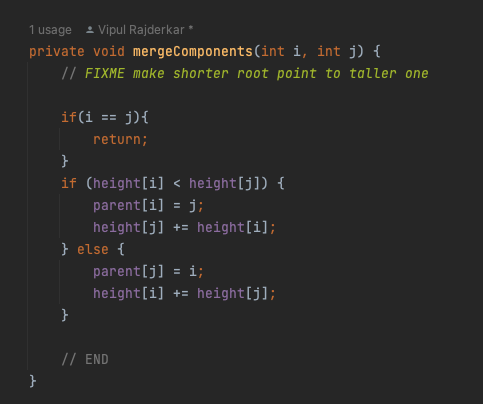 1 usage Vipul Rajderkar *
private void mergeComponents(int i, int j) {
// FIXME make shorter root point to taller one
if(i == j){
return;
}
if (height[i] < height[j]) {
parent[i] = j;
height[j] += height[i];
} else {
parent[j] = i;
height[i] += height[j];
}
// END
}